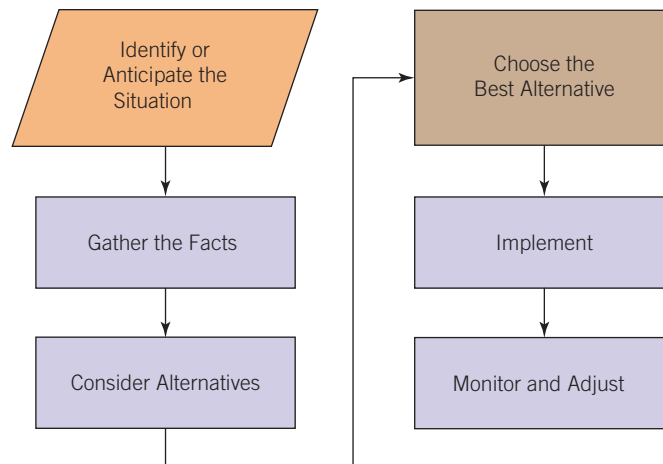 Identify or
Anticipate the
Situation
Gather the Facts
Consider Alternatives
Choose the
Best Alternative
Implement
Monitor and Adjust